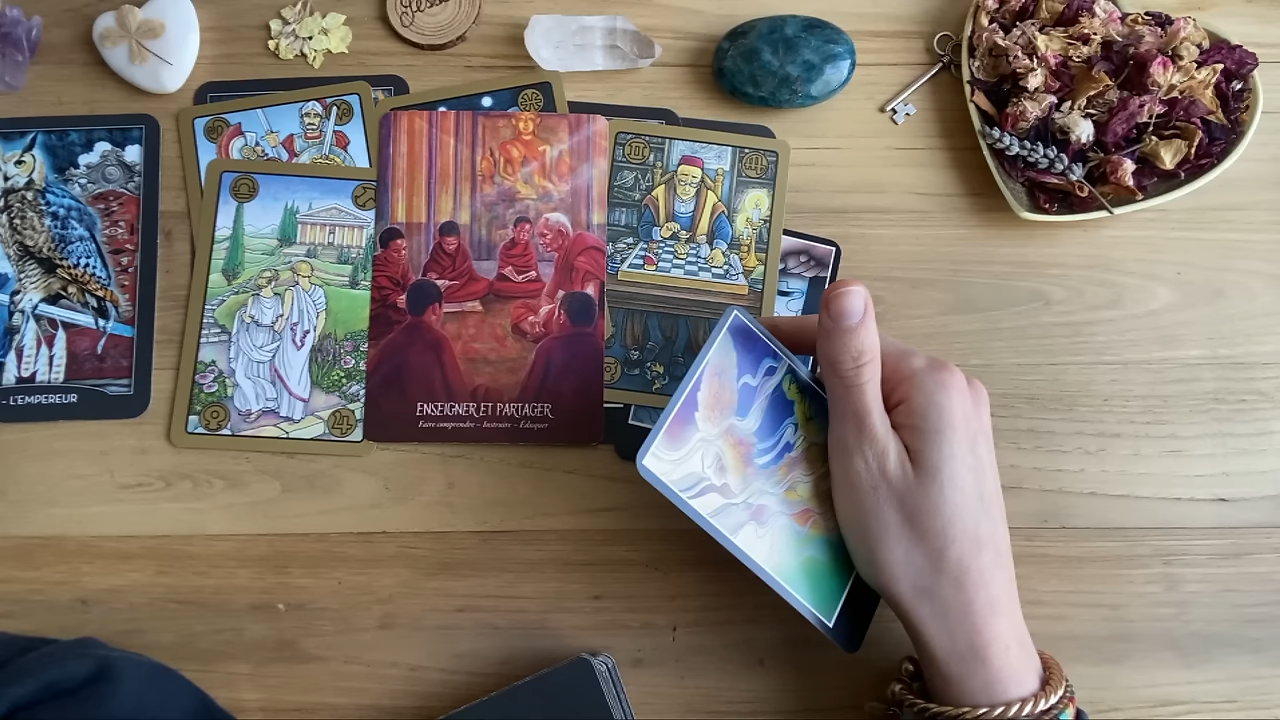 - L'EMPEREUR
ENSEIGNER ET PARTAGER
Faire comprendre – Instruire – Éduquer